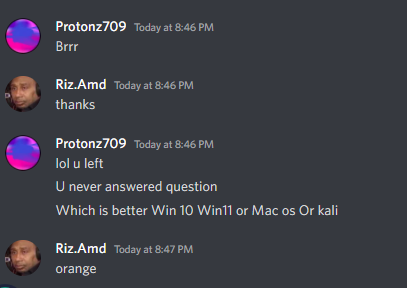 Protonz709 Today at 8:46 PM
Brrr
Riz.Amd Today at 8:46 PM
thanks
Protonz709 Today at 8:46 PM
lol u left
U never answered question
Which is better Win 10 Win11 or Mac os Or kali
Riz.Amd Today at 8:47 PM
orange